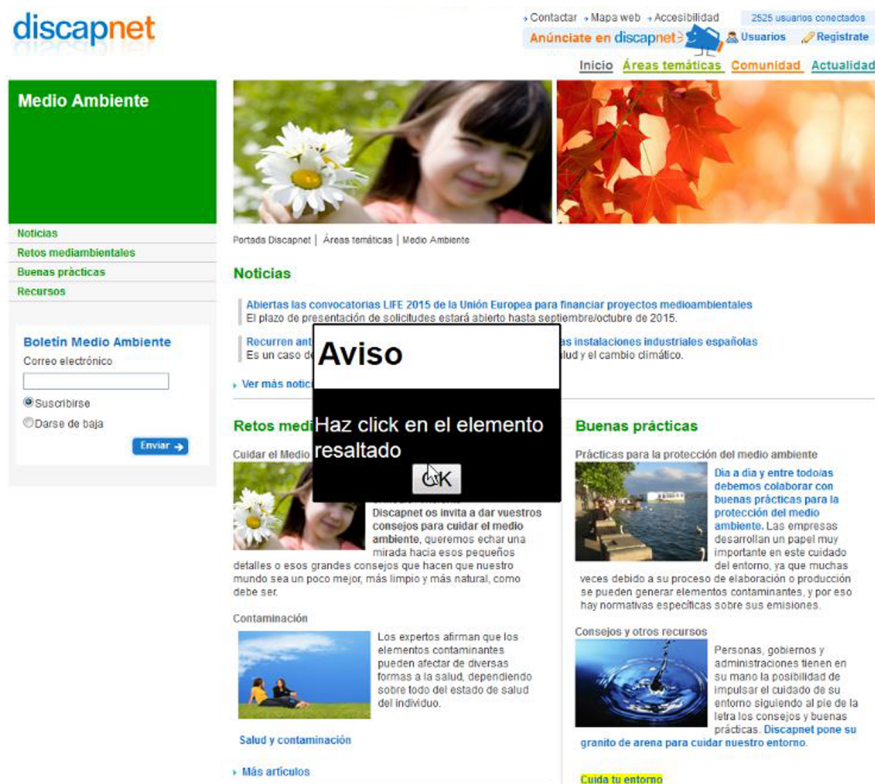 discapnet
Contactar Mapa web Accesibilidad 2525 usuarios conectados
Anúnciate en discapnet Usuarios Regístrate
Inicio Áreas temáticas Comunidad Actualidad
Medio Ambiente
Noticias
Retos mediambientales
Buenas prácticas
Recursos
Boletín Medio Ambiente
Correo electrónico
Suscribirse
Darse de baja
Enviar
Portada Discapnet | Áreas temáticas | Medio Ambiente
Noticias
Abiertas las convocatorias LIFE 2015 de la Unión Europea para financiar proyectos medioambientales
El plazo de presentación de solicitudes estará abierto hasta septiembre/octubre de 2015.
Recurren ant as instalaciones industriales españolas
Es un caso d lud y el cambio climático.
Ver más notic
Aviso
Haz click en el elemento
resaltado
OK
Retos medi
Cuidar el Medio
Discapnet os invita a dar vuestros
consejos para cuidar el medio
ambiente, queremos echar una
mirada hacia esos pequeños
detalles o esos grandes consejos que hacen que nuestro
mundo sea un poco mejor, más limpio y más natural, como
debe ser.
Contaminación
Los expertos afirman que los
elementos contaminantes
pueden afectar de diversas
formas a la salud, dependiendo
sobre todo del estado de salud
del individuo.
Salud y contaminación
Más artículos
Buenas prácticas
Prácticas para la protección del medio ambiente
Día a día y entre todo/as
debemos colaborar con
buenas prácticas para la
protección del medio
ambiente. Las empresas
desarrollan un papel muy
importante en este cuidado
del entorno, ya que muchas
veces debido a su proceso de elaboración o producción
se pueden generar elementos contaminantes, y por eso
hay normativas específicas sobre sus emisiones.
Consejos y otros recursos
Personas, gobiernos y
administraciones tienen en
su mano la posibilidad de
impulsar el cuidado de su
entorno siguiendo al pie de la
letra los consejos y buenas
prácticas. Discapnet pone su
granito de arena para cuidar nuestro entorno.
Cuida tu entorno